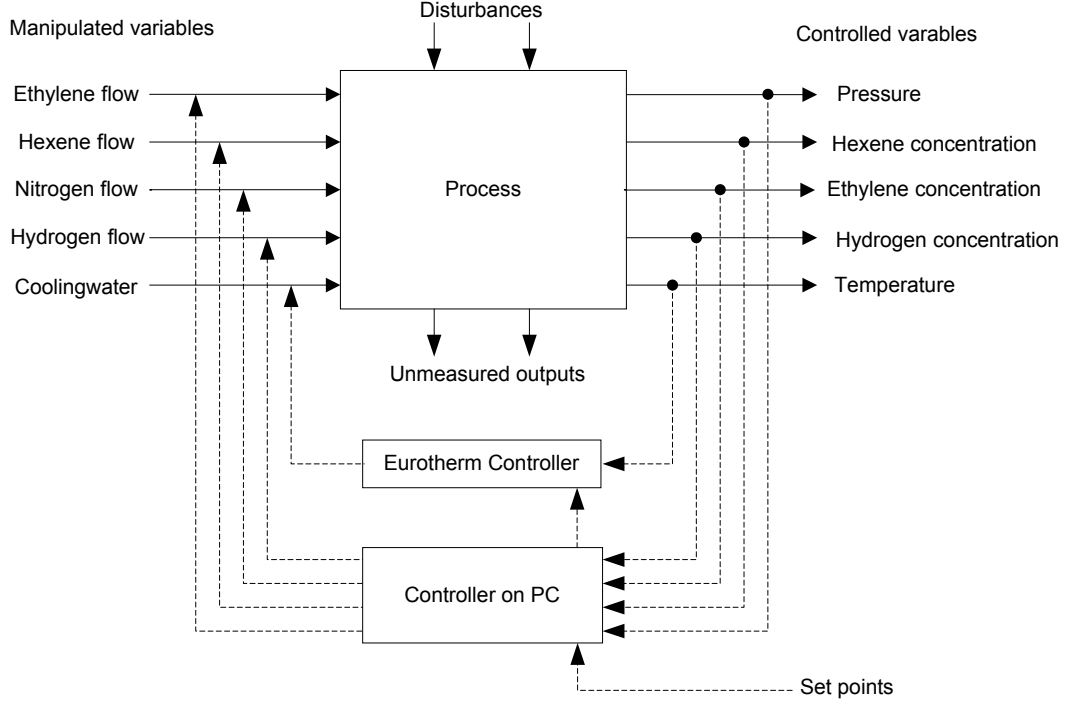 Disturbances
Manipulated variables
Controlled varables
Ethylene flow
Pressure
Hexene flow
Hexene concentration
Nitrogen flow
Process
Ethylene concentration
Hydrogen flow
Hydrogen concentration
Coolingwater
Temperature
Unmeasured outputs
Eurotherm Controller
Controller on PC
Set points